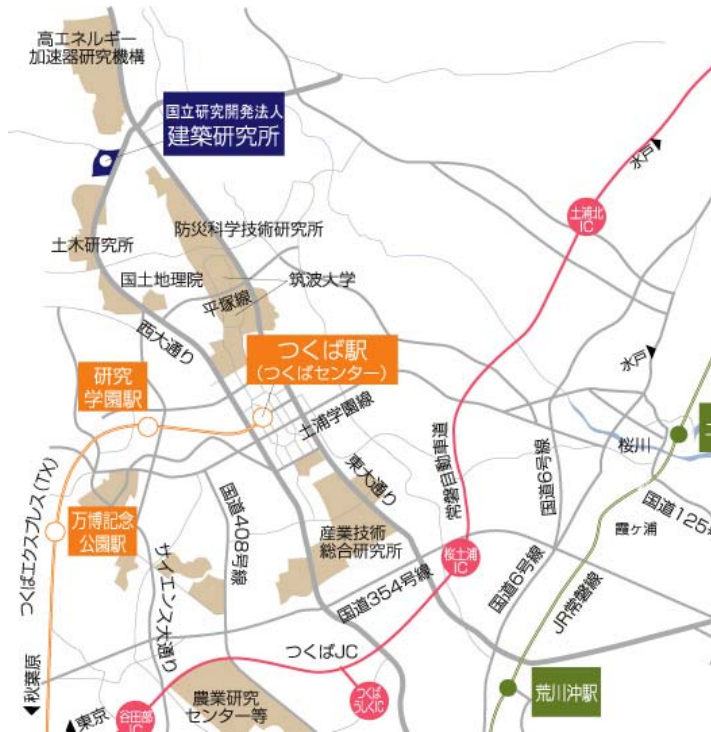 高エネルギー
加速器研究機構
国立研究開発法人
建築研究所
水戸
土浦北
IC
防災科学技術研究所
土木研究所
国土地理院
筑波大学
平塚線
西大通り
つくば駅
(つくばセンター)
水戸
研究
学園駅
土浦学園線
桜川
東大通り
常磐自動車道
国道6号線
つくばエクスプレス(TX)
万博記念
公園駅
国道408号線
産業技術
総合研究所
国道125
霞ヶ浦
桜土浦
IC
サイエンス大通り
国道354号線
国道6号線
JR常磐線
つくばJC
秋葉原
東京
谷田部
IC
農業研究
センター等
つくば
うしくIC
荒川沖駅